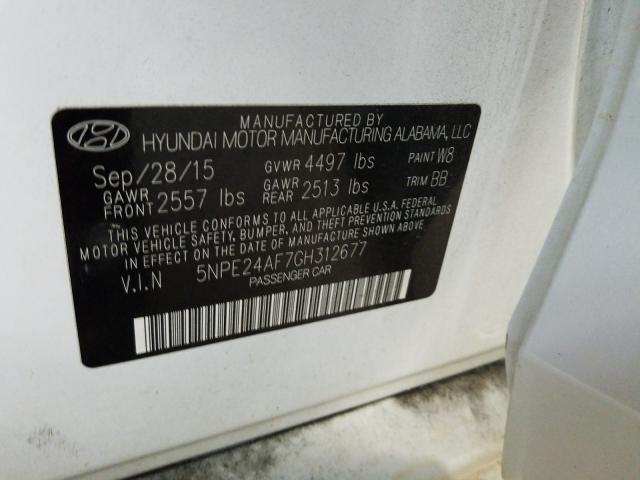 MANUFACTURED BY
HYUNDAI MOTOR MANUFACTURING ALABAMA, LLC
Sep/28/15 GVWR 4497 lbs PAINT W8
GAWR FRONT 2557 lbs GAWR REAR 2513 lbs TRIM BB
THIS VEHICLE CONFORMS TO ALL APPLICABLE U.S.A. FEDERAL
MOTOR VEHICLE SAFETY, BUMPER, AND THEFT PREVENTION STANDARDS
IN EFFECT ON THE DATE OF MANUFACTURE SHOWN ABOVE.
V.I.N 5NPE24AF7GH312677
PASSENGER CAR